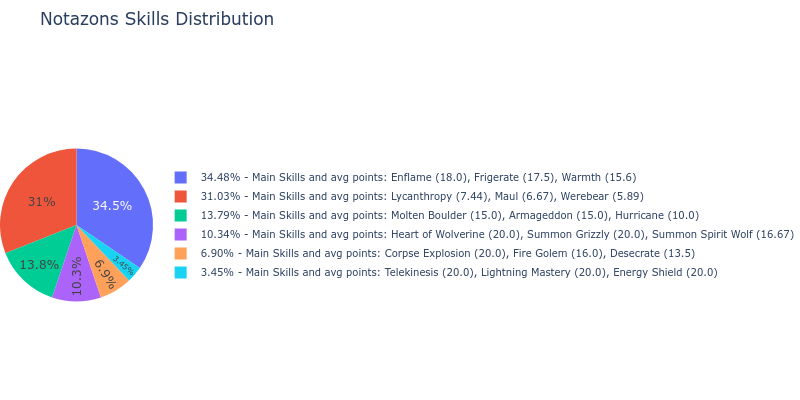 Notazons Skills Distribution
34.5%
31%
13.8%
10.3%
6.9%
3.45%
34.48% - Main Skills and avg points: Enflame (18.0), Frigerate (17.5), Warmth (15.6)
31.03% - Main Skills and avg points: Lycanthropy (7.44), Maul (6.67), Werebear (5.89)
13.79% - Main Skills and avg points: Molten Boulder (15.0), Armageddon (15.0), Hurricane (10.0)
10.34% - Main Skills and avg points: Heart of Wolverine (20.0), Summon Grizzly (20.0), Summon Spirit Wolf (16.67)
6.90% - Main Skills and avg points: Corpse Explosion (20.0), Fire Golem (16.0), Desecrate (13.5)
3.45% - Main Skills and avg points: Telekinesis (20.0), Lightning Mastery (20.0), Energy Shield (20.0)